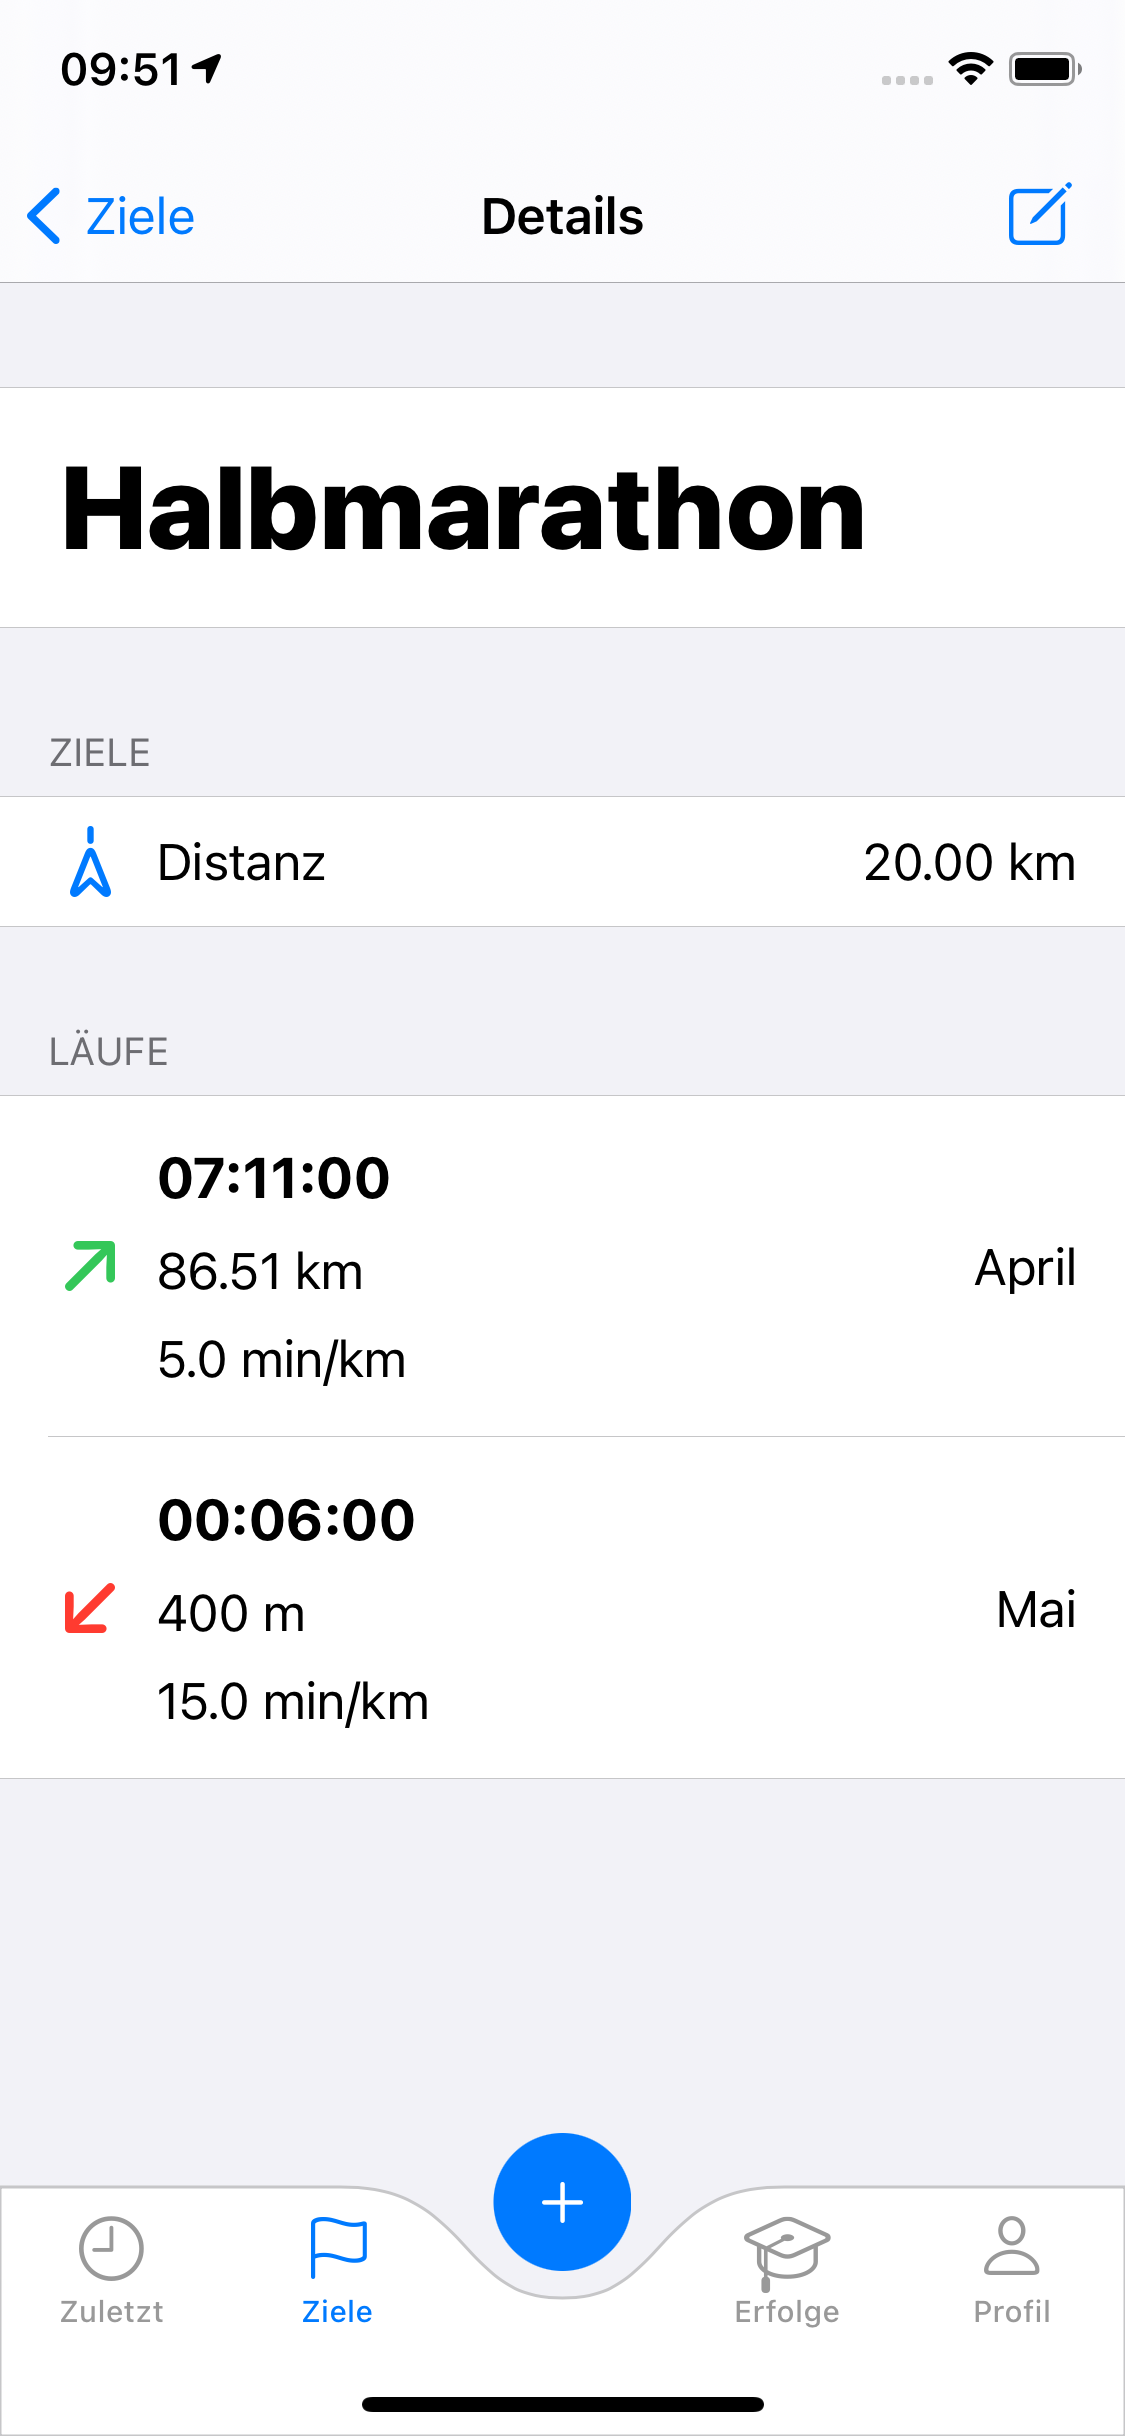 09:51
Ziele
Details
Halbmarathon
ZIELE
Distanz
20.00 km
LÄUFE
07:11:00
86.51 km
April
5.0 min/km
00:06:00
400 m
Mai
15.0 min/km
Zuletzt
Ziele
Erfolge
Profil